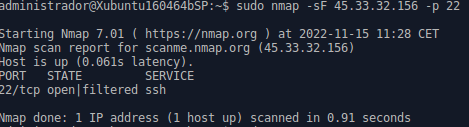 administrador@Xubuntu160464bSP:~$ sudo nmap -sF 45.33.32.156 -p 22
Starting Nmap 7.01 ( https://nmap.org ) at 2022-11-15 11:28 CET
Nmap scan report for scanme.nmap.org (45.33.32.156)
Host is up (0.061s latency).
PORT   STATE         SERVICE
22/tcp open|filtered ssh
Nmap done: 1 IP address (1 host up) scanned in 0.91 seconds